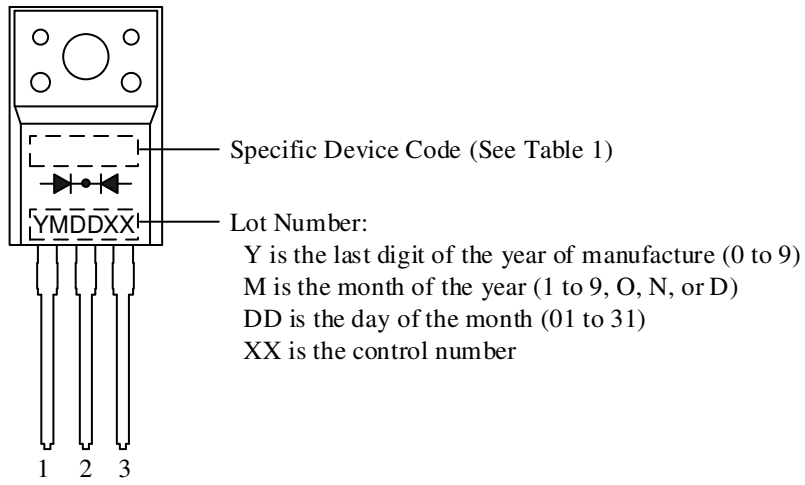 Specific Device Code (See Table 1)
YMDDXX
Lot Number:
Y is the last digit of the year of manufacture (0 to 9)
M is the month of the year (1 to 9, O, N, or D)
DD is the day of the month (01 to 31)
XX is the control number
1 2 3